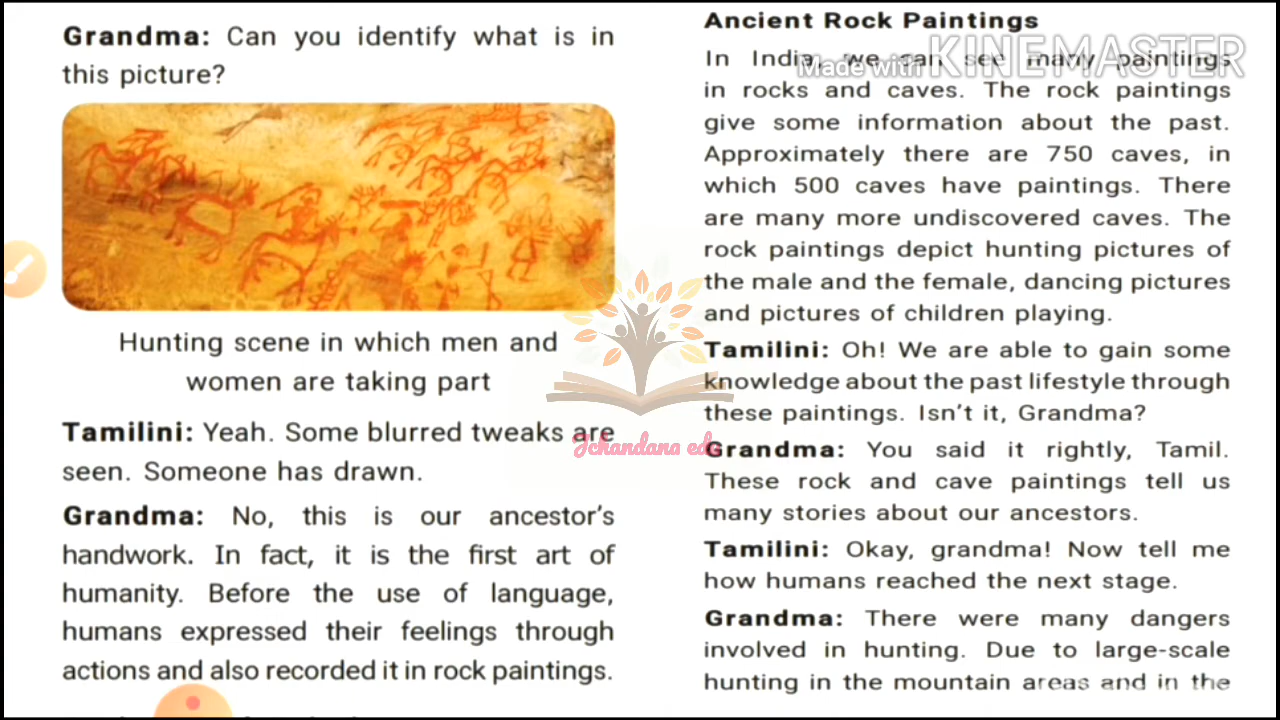 Grandma: Can you identify what is in
this picture?
Hunting scene in which men and
women are taking part
Tamilini: Yeah. Some blurred tweaks are
seen. Someone has drawn.
Grandma: No, this is our ancestor's
handwork. In fact, it is the first art of
humanity. Before the use of language,
humans expressed their feelings through
actions and also recorded it in rock paintings.
Ancient Rock Paintings
In India, we can see many paintings
in rocks and caves. The rock paintings
give some information about the past.
Approximately there are 750 caves, in
which 500 caves have paintings. There
are many more undiscovered caves. The
rock paintings depict hunting pictures of
the male and the female, dancing pictures
and pictures of children playing.
Tamilini: Oh! We are able to gain some
knowledge about the past lifestyle through
these paintings. Isn't it, Grandma?
Grandma: You said it rightly, Tamil.
These rock and cave paintings tell us
many stories about our ancestors.
Tamilini: Okay, grandma! Now tell me
how humans reached the next stage.
Grandma: There were many dangers
involved in hunting. Due to large-scale
hunting in the mountain areas and in the
Made with KINEMASTER
Jchandana edu